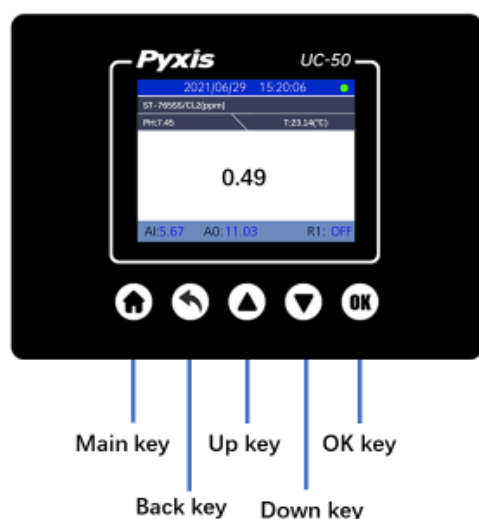 Pyxis UC-50
2021/06/29 15:20:06
ST-765SS/CL2(ppm)
PH:7.45 T:23.14(°C)
0.49
AI:5.67 A0:11.03 R1: OFF
OK
Main key Up key OK key
Back key Down key